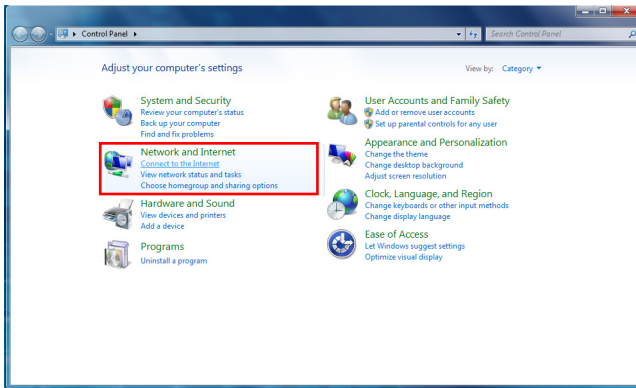 Control Panel
Search Control Panel
Adjust your computer's settings
View by: Category
System and Security
Review your computer's status
Back up your computer
Find and fix problems
Network and Internet
Connect to the Internet
View network status and tasks
Choose homegroup and sharing options
Hardware and Sound
View devices and printers
Add a device
Programs
Uninstall a program
User Accounts and Family Safety
Add or remove user accounts
Set up parental controls for any user
Appearance and Personalization
Change the theme
Change desktop background
Adjust screen resolution
Clock, Language, and Region
Change keyboards or other input methods
Change display language
Ease of Access
Let Windows suggest settings
Optimize visual display